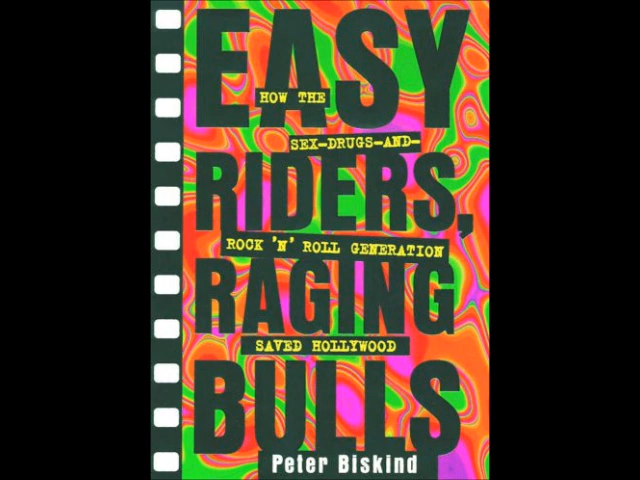 EASY
HOW THE
SEX-DRUGS-AND-
RIDERS,
ROCK 'N' ROLL GENERATION
RAGING
SAVED HOLLYWOOD
BULLS
Peter Biskind